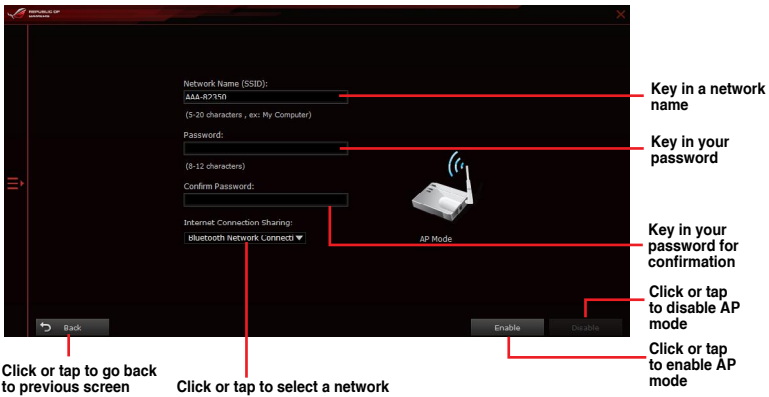 REPUBLIC OF
GAMERS
Network Name (SSID):
AAA-82350
(5-20 characters , ex: My Computer)
Password:
(8-12 characters)
Confirm Password:
Internet Connection Sharing:
Bluetooth Network Connecti
AP Mode
Back
Enable
Disable
Key in a network
name
Key in your
password
Key in your
password for
confirmation
Click or tap
to disable AP
mode
Click or tap
to enable AP
mode
Click or tap to go back
to previous screen
Click or tap to select a network